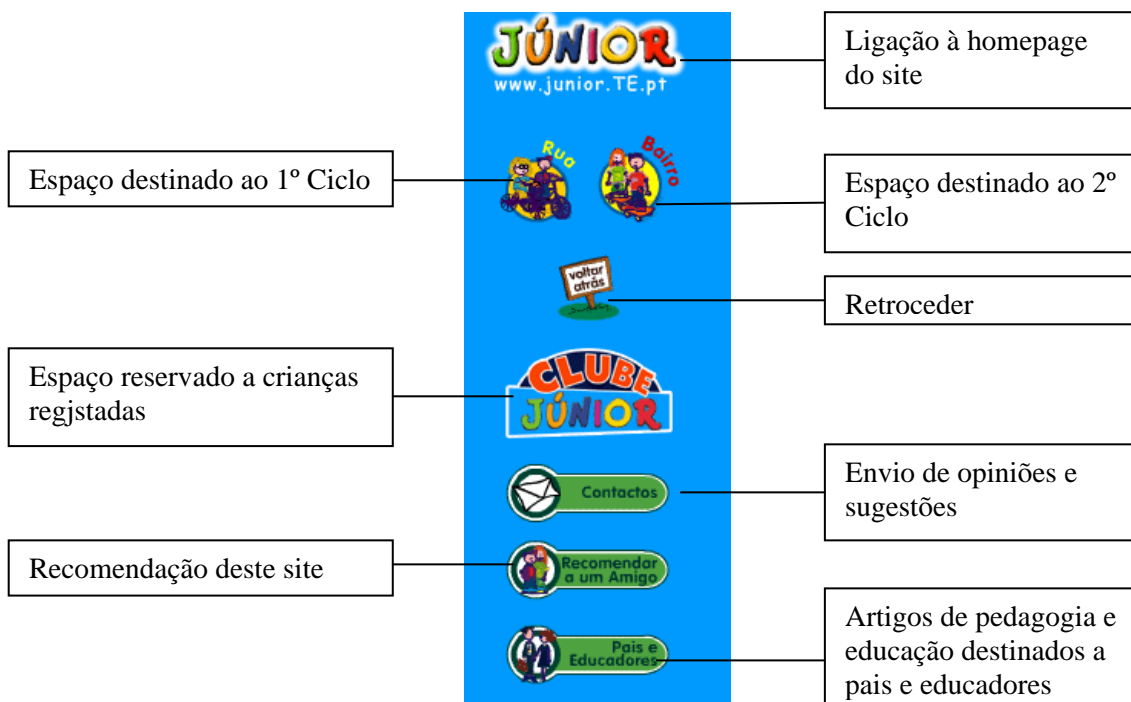 JÚNIOR
www.junior.TE.pt
Ligação à homepage
do site
Rua
Bairro
Espaço destinado ao 1º Ciclo
Espaço destinado ao 2º
Ciclo
voltar
atrás
Retroceder
CLUBE
JÚNIOR
Espaço reservado a crianças
regjstadas
Contactos
Envio de opiniões e
sugestões
Recomendar
a um Amigo
Recomendação deste site
Pais e
Educadores
Artigos de pedagogia e
educação destinados a
pais e educadores